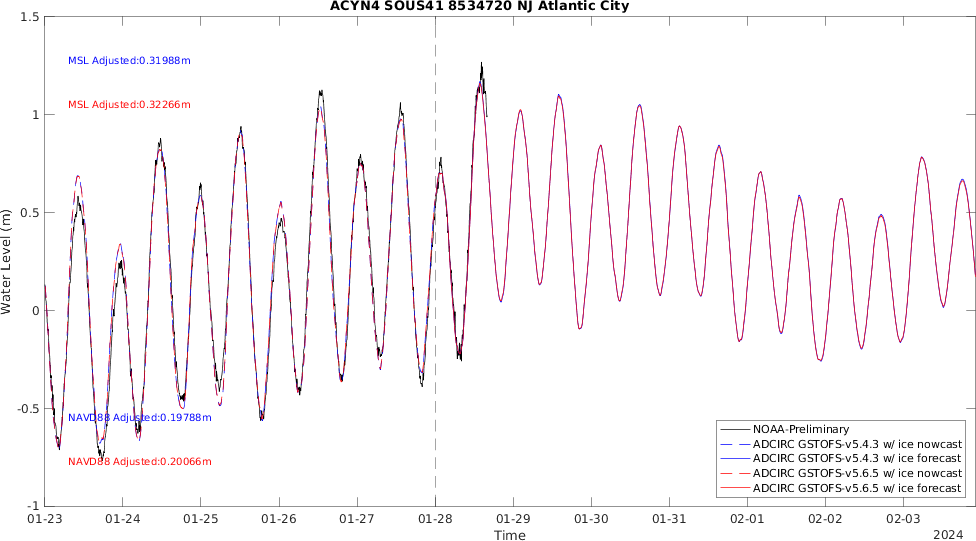 ACYN4 SOUS41 8534720 NJ Atlantic City
1.5
MSL Adjusted:0.31988m
MSL Adjusted:0.32266m
1
0.5
Water Level (m)
0
-0.5
NAVD88 Adjusted:0.19788m
NAVD88 Adjusted:0.20066m
-1
NOAA-Preliminary
ADCIRC GSTOFS-v5.4.3 w/ ice nowcast
ADCIRC GSTOFS-v5.4.3 w/ ice forecast
ADCIRC GSTOFS-v5.6.5 w/ ice nowcast
ADCIRC GSTOFS-v5.6.5 w/ ice forecast
01-23 01-24 01-25 01-26 01-27 01-28 01-29 01-30 01-31 02-01 02-02 02-03
Time
2024